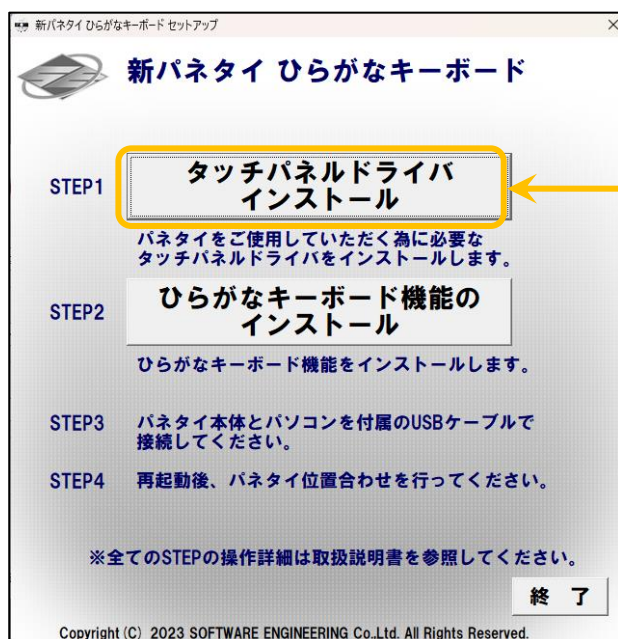 新パネタイ ひらがなキーボード セットアップ
新パネタイ ひらがなキーボード
STEP1
タッチパネルドライバ
インストール
パネタイをご使用していただく為に必要な
タッチパネルドライバをインストールします。
STEP2
ひらがなキーボード機能の
インストール
ひらがなキーボード機能をインストールします。
STEP3
パネタイ本体とパソコンを付属のUSBケーブルで
接続してください。
STEP4
再起動後、パネタイ位置合わせを行ってください。
※全てのSTEPの操作詳細は取扱説明書を参照してください。
終 了
Copyright (C) 2023 SOFTWARE ENGINEERING Co.,Ltd. All Rights Reserved.